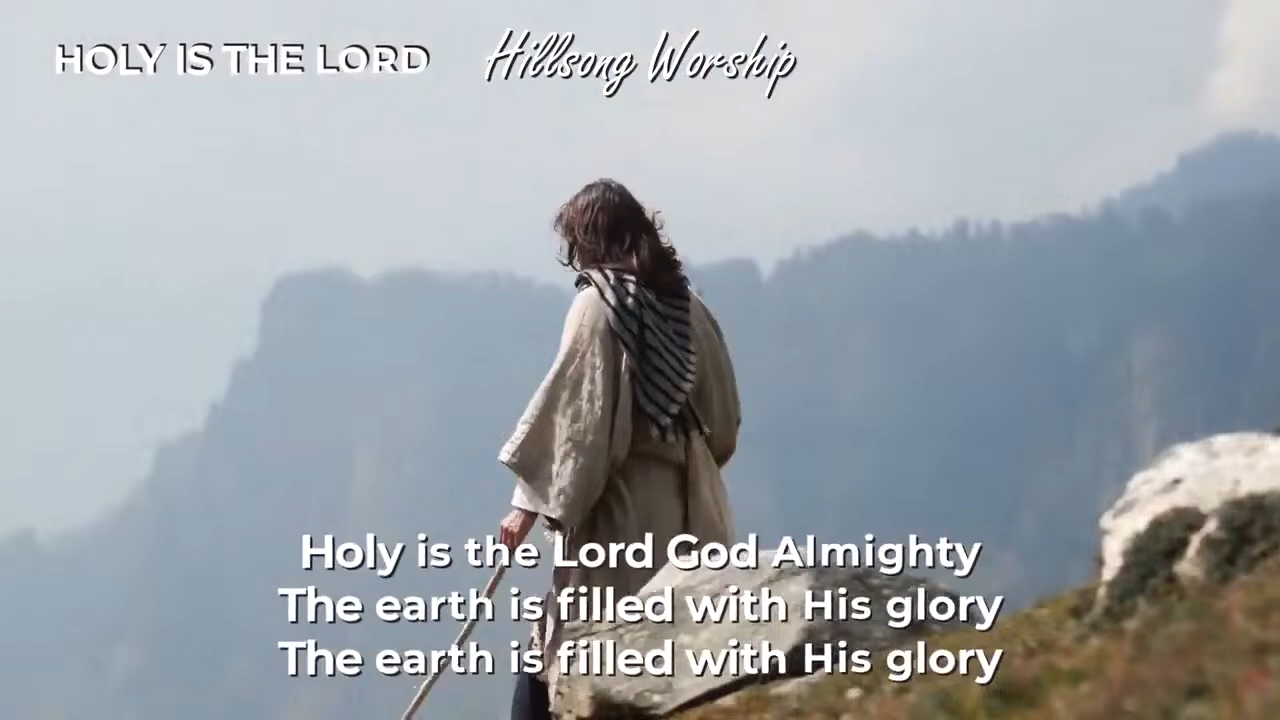 HOLY IS THE LORD Hillsong Worship
Holy is the Lord God Almighty
The earth is filled with His glory
The earth is filled with His glory